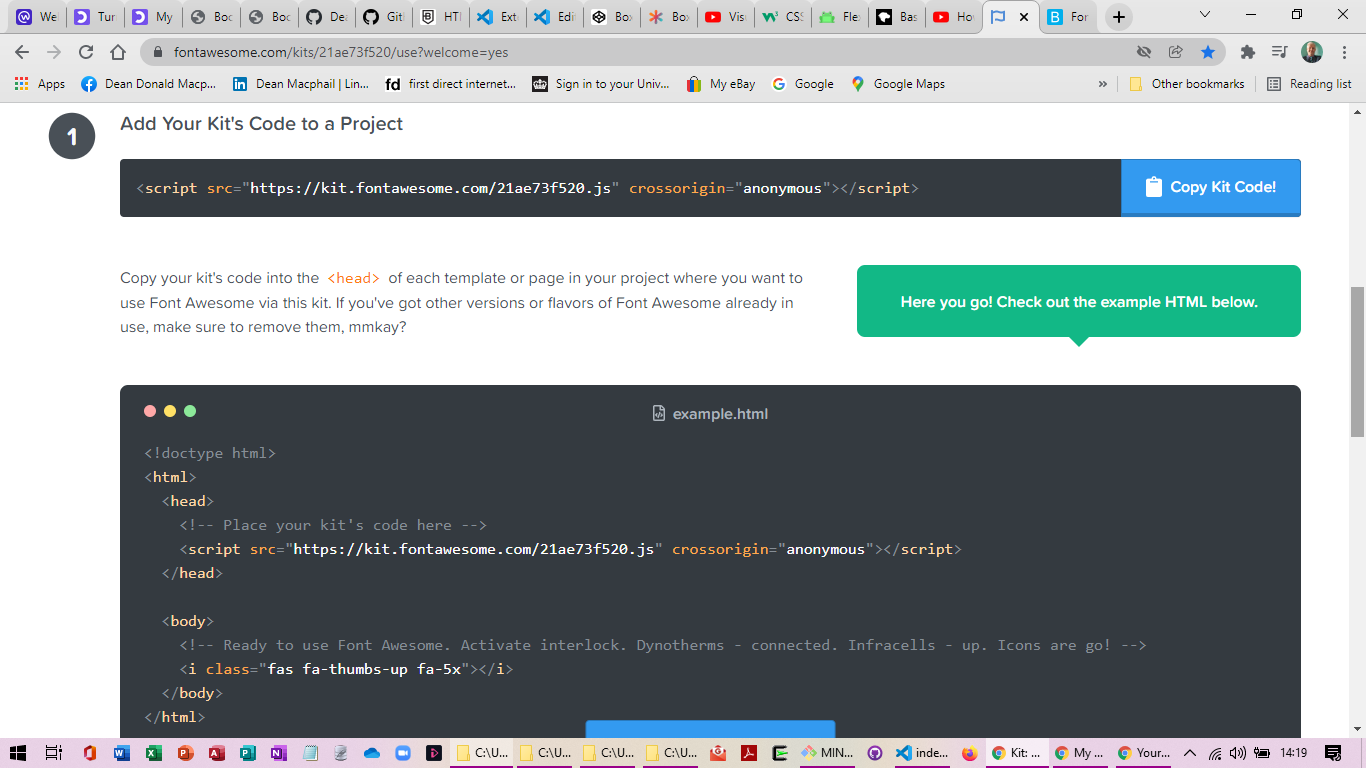 We
Tur
My
Boc
Boc
De
Git
HTI
Ext
Edi
Bo
Bo
Vis
CSS
Fle
Bas
Ho
For
fontawesome.com/kits/21ae73f520/use?welcome=yes
Apps
Dean Donald Macp...
Dean Macphail | Lin...
first direct internet...
Sign in to your Univ...
My eBay
Google
Google Maps
»
Other bookmarks
Reading list
1
Add Your Kit's Code to a Project
<script src="https://kit.fontawesome.com/21ae73f520.js" crossorigin="anonymous"></script>
Copy Kit Code!
Copy your kit's code into the <head> of each template or page in your project where you want to
use Font Awesome via this kit. If you've got other versions or flavors of Font Awesome already in
use, make sure to remove them, mmkay?
Here you go! Check out the example HTML below.
example.html
<!doctype html>
<html>
<head>
<!-- Place your kit's code here -->
<script src="https://kit.fontawesome.com/21ae73f520.js" crossorigin="anonymous"></script>
</head>
<body>
<!-- Ready to use Font Awesome. Activate interlock. Dynotherms - connected. Infracells - up. Icons are go! -->
<i class="fas fa-thumbs-up fa-5x"></i>
</body>
</html>
C:\U...
C:\U...
C:\U...
C:\U...
MIN...
inde...
Kit: ...
My ...
Your...
14:19